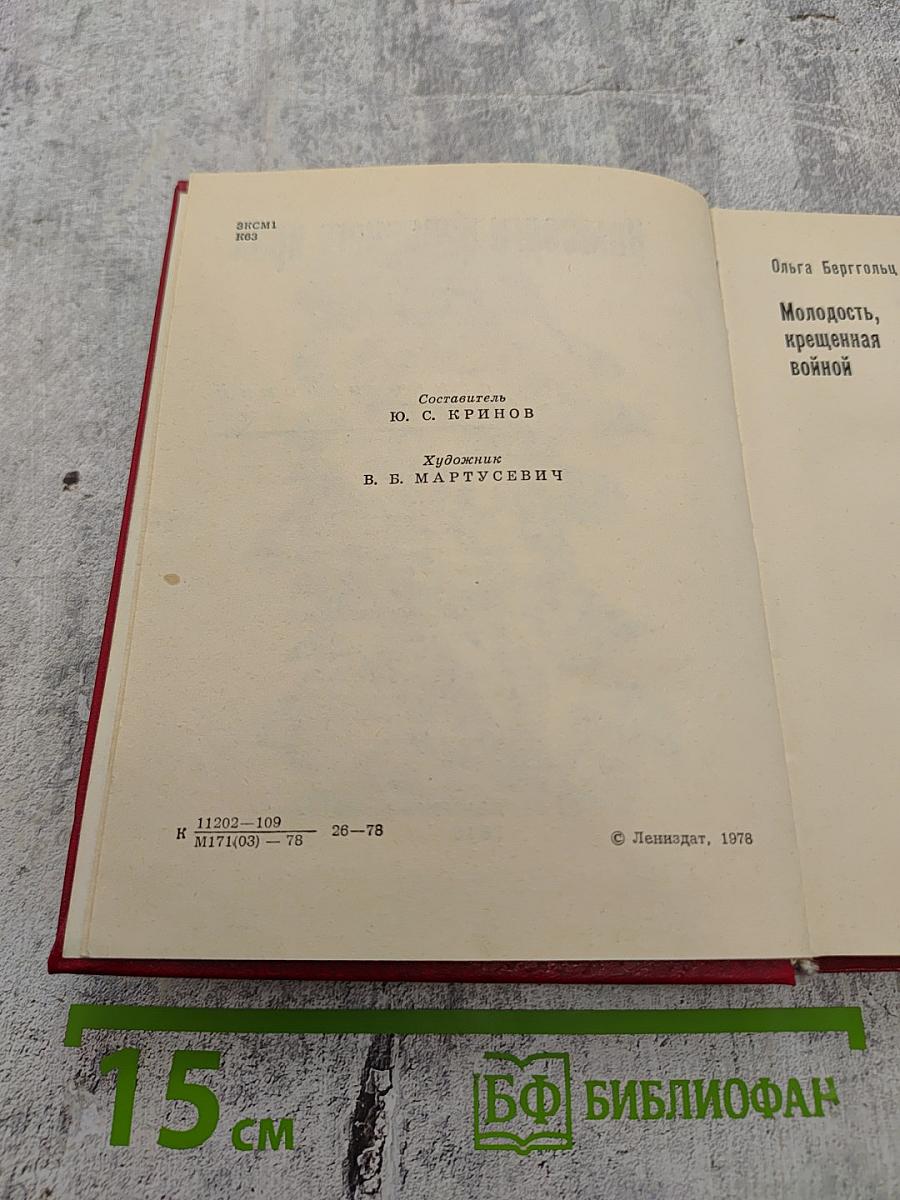 ЗКСМ1
К63
Составитель
Ю. С. КРИНОВ
Художник
В. Б. МАРТУСЕВИЧ
К 11202—109
М171(03) — 78 26—78
© Лениздат, 1978
Ольга Берггольц
Молодость,
крещенная
войной
15 см
БФ БИБЛИОФАН